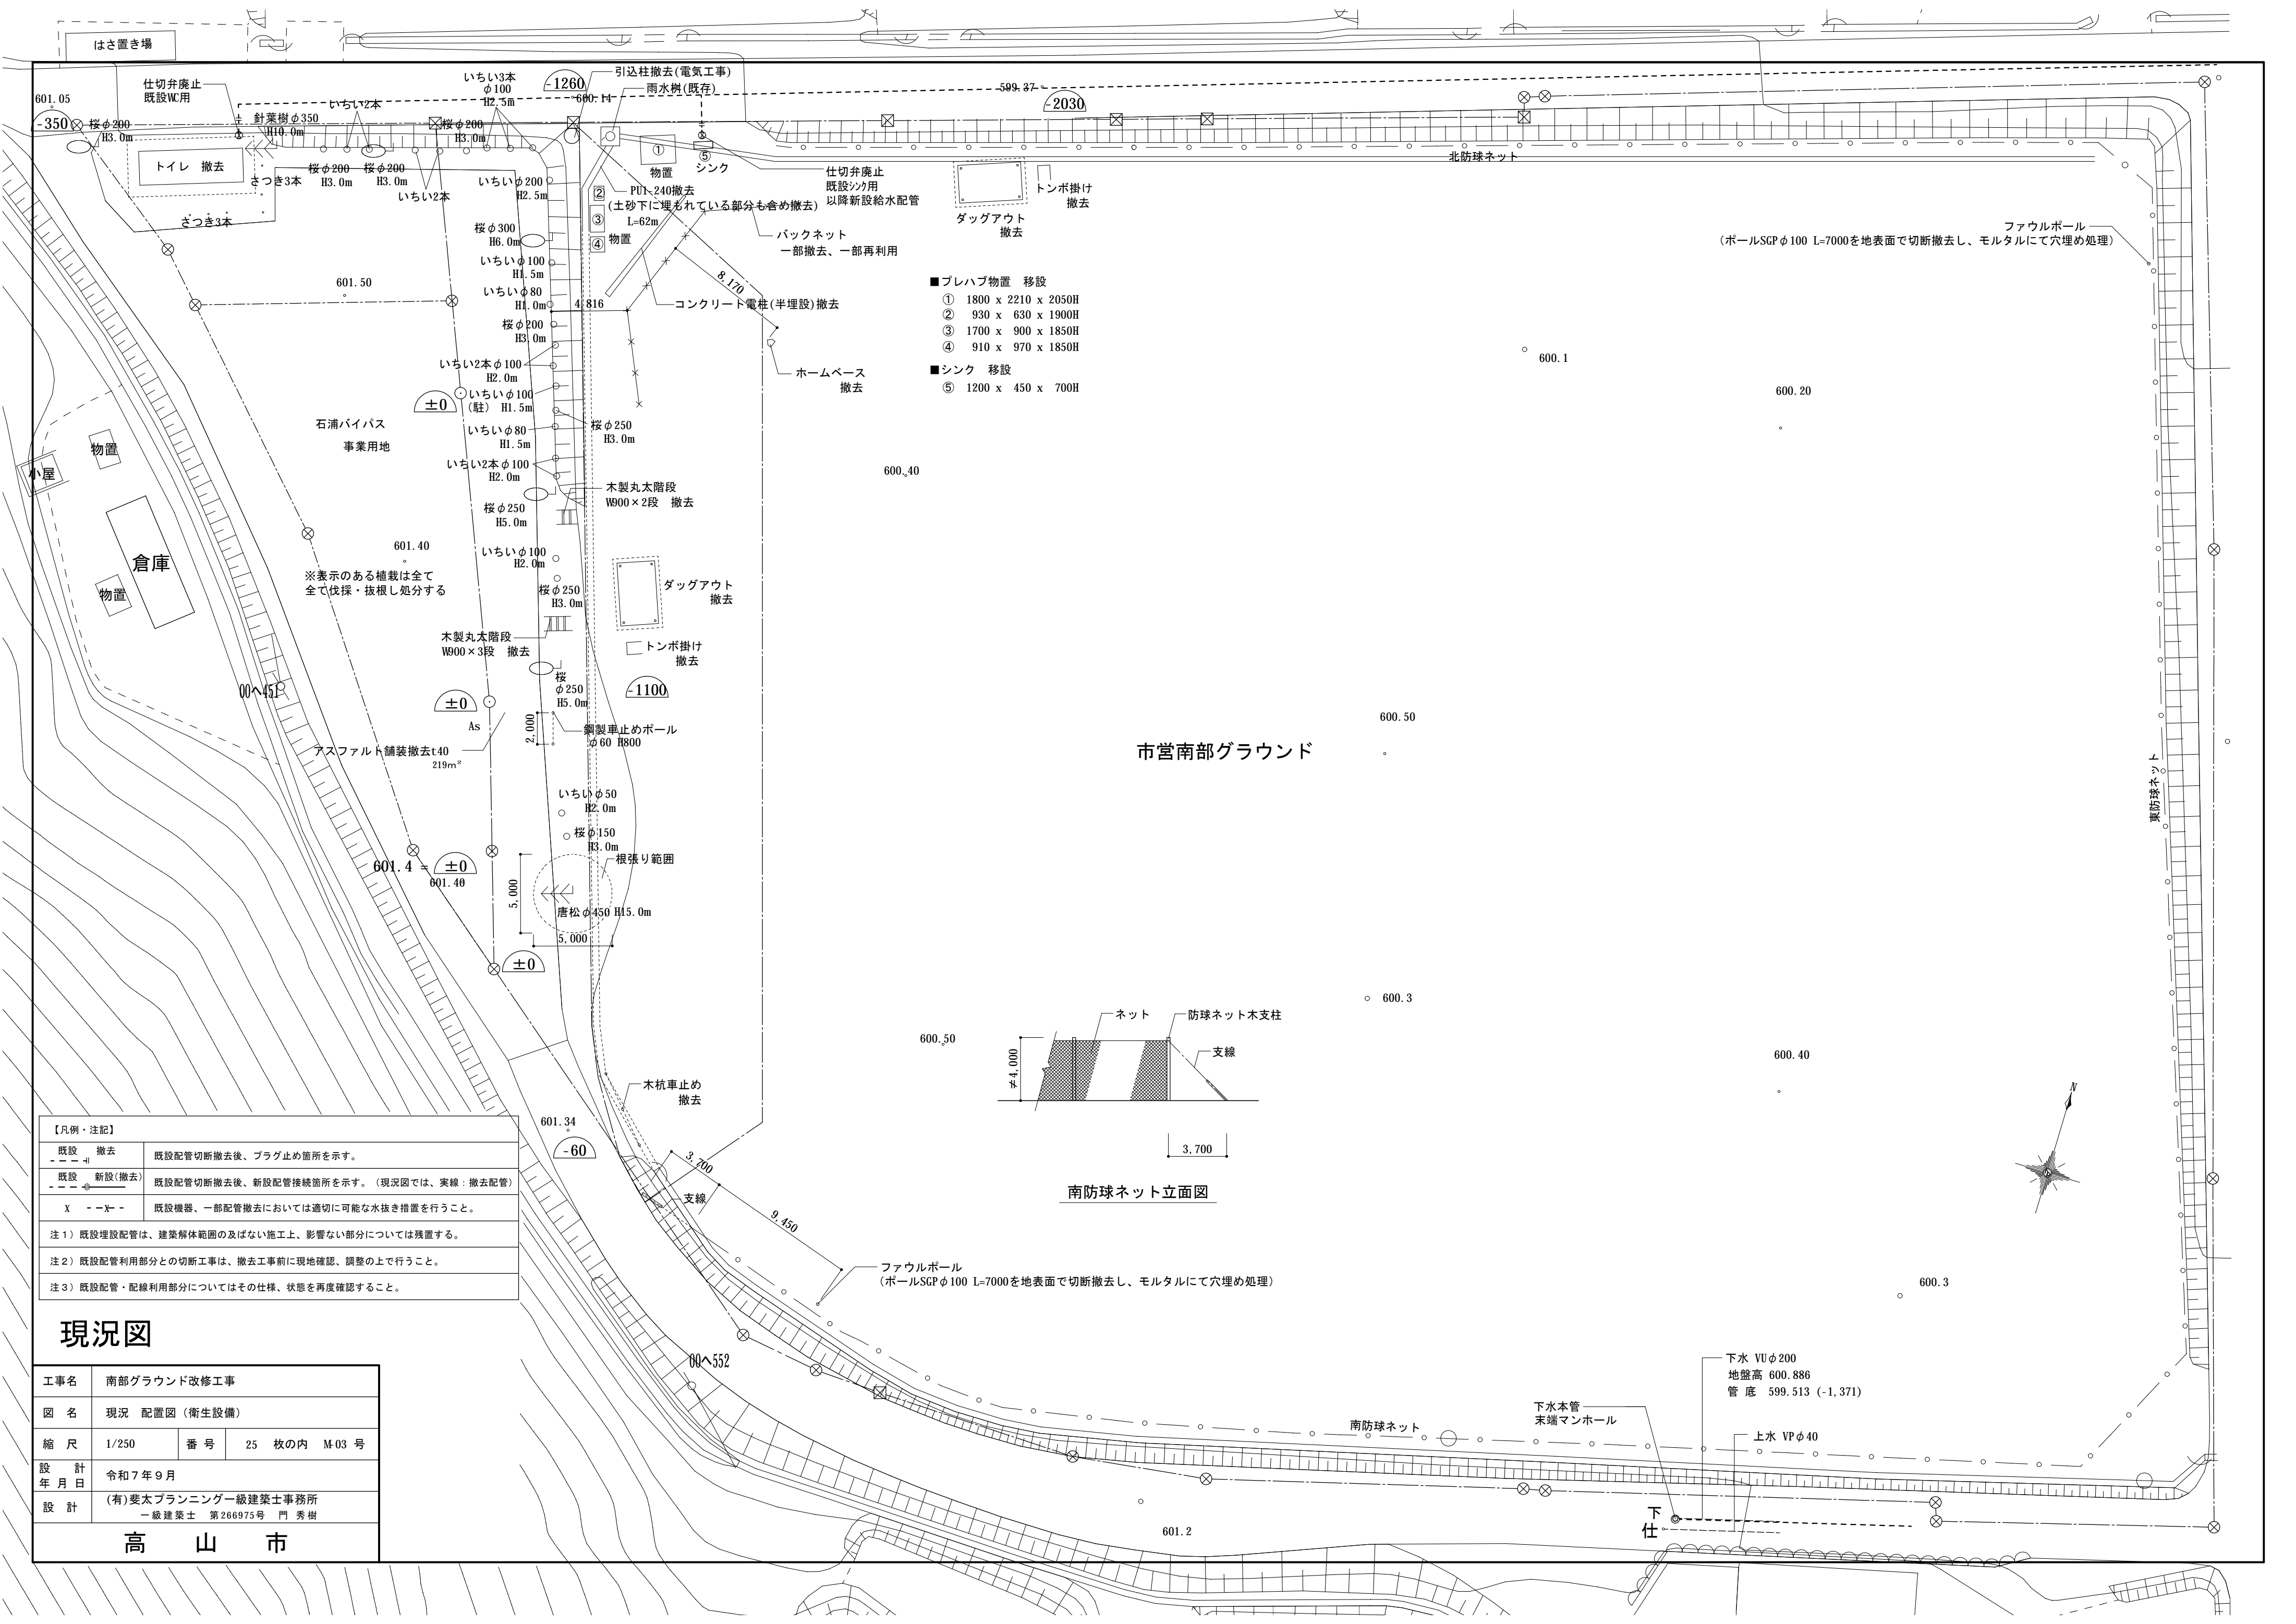 はさ置き場
仕切弁廃止
既設WC用
601.05
-350
桜φ200
H3.0m
針葉樹φ350
H10.0m
いちい2本
いちい3本
φ100
H2.5m
桜φ200
H3.0m
-1260
600.14
引込柱撤去(電気工事)
雨水桝(既存)
599.37
-2030
トイレ 撤去
さつき3本
桜φ200
H3.0m
桜φ200
H3.0m
いちい2本
さつき3本
いちいφ200
H2.5m
①
物置
⑤
シンク
②
③
④
物置
PU1-240撤去
(土砂下に埋もれている部分も含め撤去)
L=62m
仕切弁廃止
既設ｼﾝｸ用
以降新設給水配管
バックネット
一部撤去、一部再利用
ダッグアウト
撤去
トンボ掛け
撤去
北防球ネット
ファウルポール
(ポールSGPφ100 L=7000を地表面で切断撤去し、モルタルにて穴埋め処理)
桜φ300
H6.0m
いちいφ100
H1.5m
いちいφ80
H1.0m
4,816
8,170
コンクリート電柱(半埋設)撤去
桜φ200
H3.0m
いちい2本φ100
H2.0m
いちいφ100
(駐) H1.5m
いちいφ80
H1.5m
桜φ250
H3.0m
いちい2本φ100
H2.0m
ホームベース
撤去
■プレハブ物置 移設
① 1800 x 2210 x 2050H
② 930 x 630 x 1900H
③ 1700 x 900 x 1850H
④ 910 x 970 x 1850H
■シンク 移設
⑤ 1200 x 450 x 700H
600.1
600.20
601.50
±0
石浦バイパス
事業用地
600.40
物置
小屋
倉庫
物置
木製丸太階段
W900×2段 撤去
桜φ250
H5.0m
601.40
※表示のある植栽は全て
全て伐採・抜根し処分する
いちいφ100
H2.0m
桜φ250
H3.0m
ダッグアウト
撤去
木製丸太階段
W900×3段 撤去
トンボ掛け
撤去
桜
φ250
H5.0m
-1100
00へ451
±0
As
2,000
鋼製車止めポール
φ60 H800
アスファルト舗装撤去t40
219m²
600.50
市営南部グラウンド
東防球ネット
いちいφ50
H2.0m
桜φ150
H3.0m
根張り範囲
601.4 = ±0
601.40
5,000
唐松φ450 H15.0m
5,000
±0
600.3
600.50
600.40
ネット
防球ネット木支柱
支線
≠4,000
3,700
南防球ネット立面図
N
木杭車止め
撤去
601.34
-60
3,700
支線
9,450
ファウルポール
(ポールSGPφ100 L=7000を地表面で切断撤去し、モルタルにて穴埋め処理)
600.3
00へ552
下水 VUφ200
地盤高 600.886
管 底 599.513 (-1,371)
下水本管
末端マンホール
上水 VPφ40
南防球ネット
下
仕
601.2
【凡例・注記】
既設 撤去
既設配管切断撤去後、プラグ止め箇所を示す。
既設 新設(撤去)
既設配管切断撤去後、新設配管接続箇所を示す。(現況図では、実線：撤去配管)
X --X--
既設機器、一部配管撤去においては適切に可能な水抜き措置を行うこと。
注１）既設埋設配管は、建築解体範囲の及ばない施工上、影響ない部分については残置する。
注２）既設配管利用部分との切断工事は、撤去工事前に現地確認、調整の上で行うこと。
注３）既設配管・配線利用部分についてはその仕様、状態を再度確認すること。
現況図
工事名 南部グラウンド改修工事
図 名 現況 配置図（衛生設備）
縮 尺 1/250 番 号 25 枚の内 M-03 号
設 計
年 月 日 令和７年９月
設 計 (有)斐太プランニング一級建築士事務所
一級建築士 第266975号 門 秀樹
高 山 市